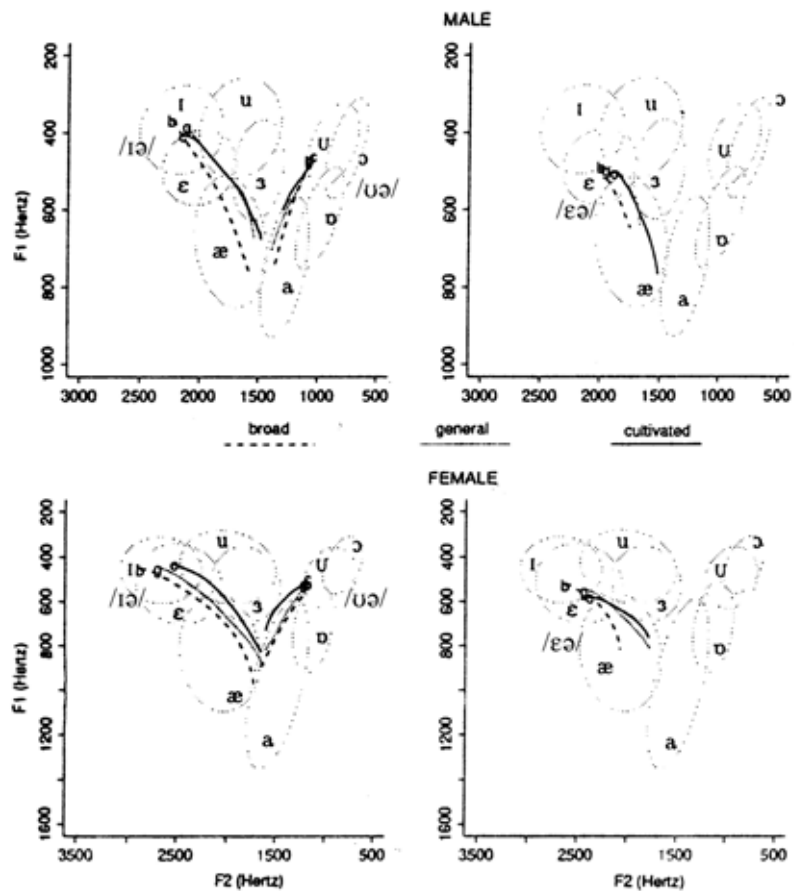 MALE
200
400
600
800
1000
F1 (Hertz)
I
u
b
g
/ɪə/
ɛ
ɜ
æ
a
U
ɔ
/ʊə/
ɒ
3000 2500 2000 1500 1000 500
200
400
600
800
1000
I
u
ɔ
U
ɛ
ɜ
/ɛə/
æ
a
ɒ
3000 2500 2000 1500 1000 500
broad general cultivated
FEMALE
200
400
600
800
1200
1600
F1 (Hertz)
u
ɔ
I
b
g
c
U
/ɪə/
ɛ
ɜ
/ʊə/
ɒ
æ
a
3500 2500 1500 500
F2 (Hertz)
200
400
600
800
1200
1600
u
ɔ
I
b
U
ɛ
ɜ
/ɛə/
ɒ
æ
a
3500 2500 1500 500
F2 (Hertz)